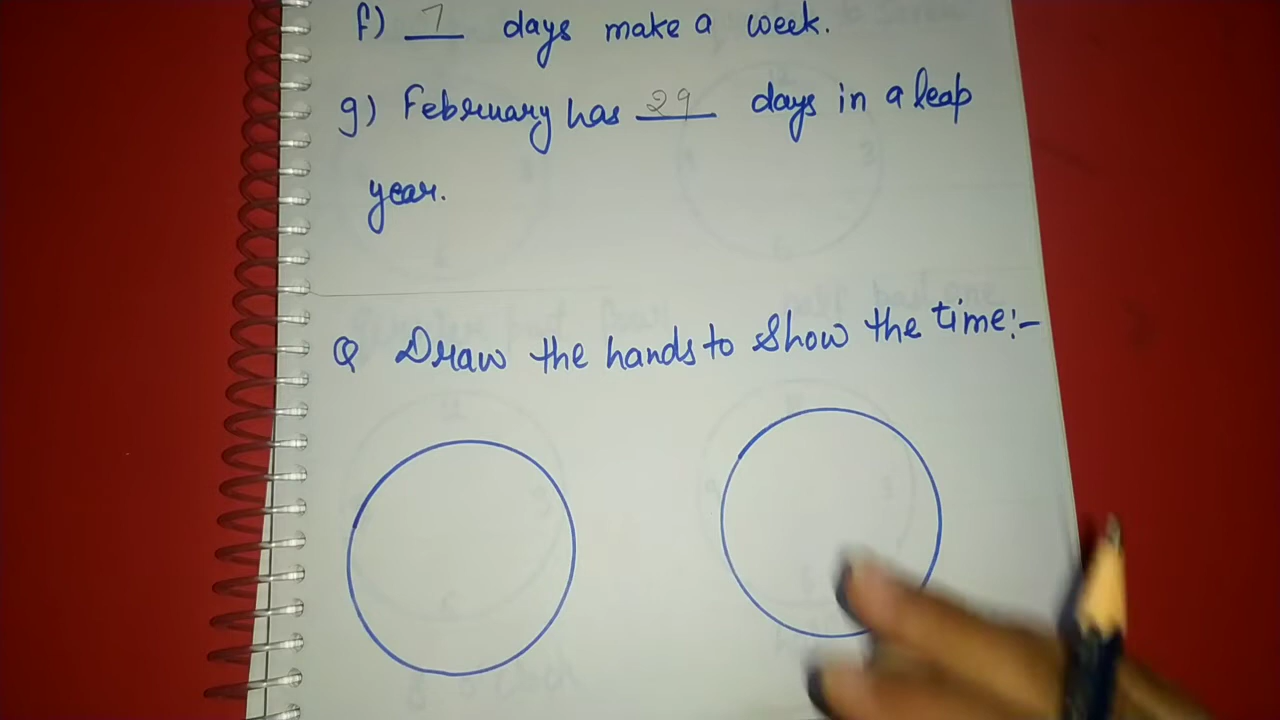 f) 7 days make a week.
g) February has 29 days in a leap
year.
Q Draw the hands to show the time:-